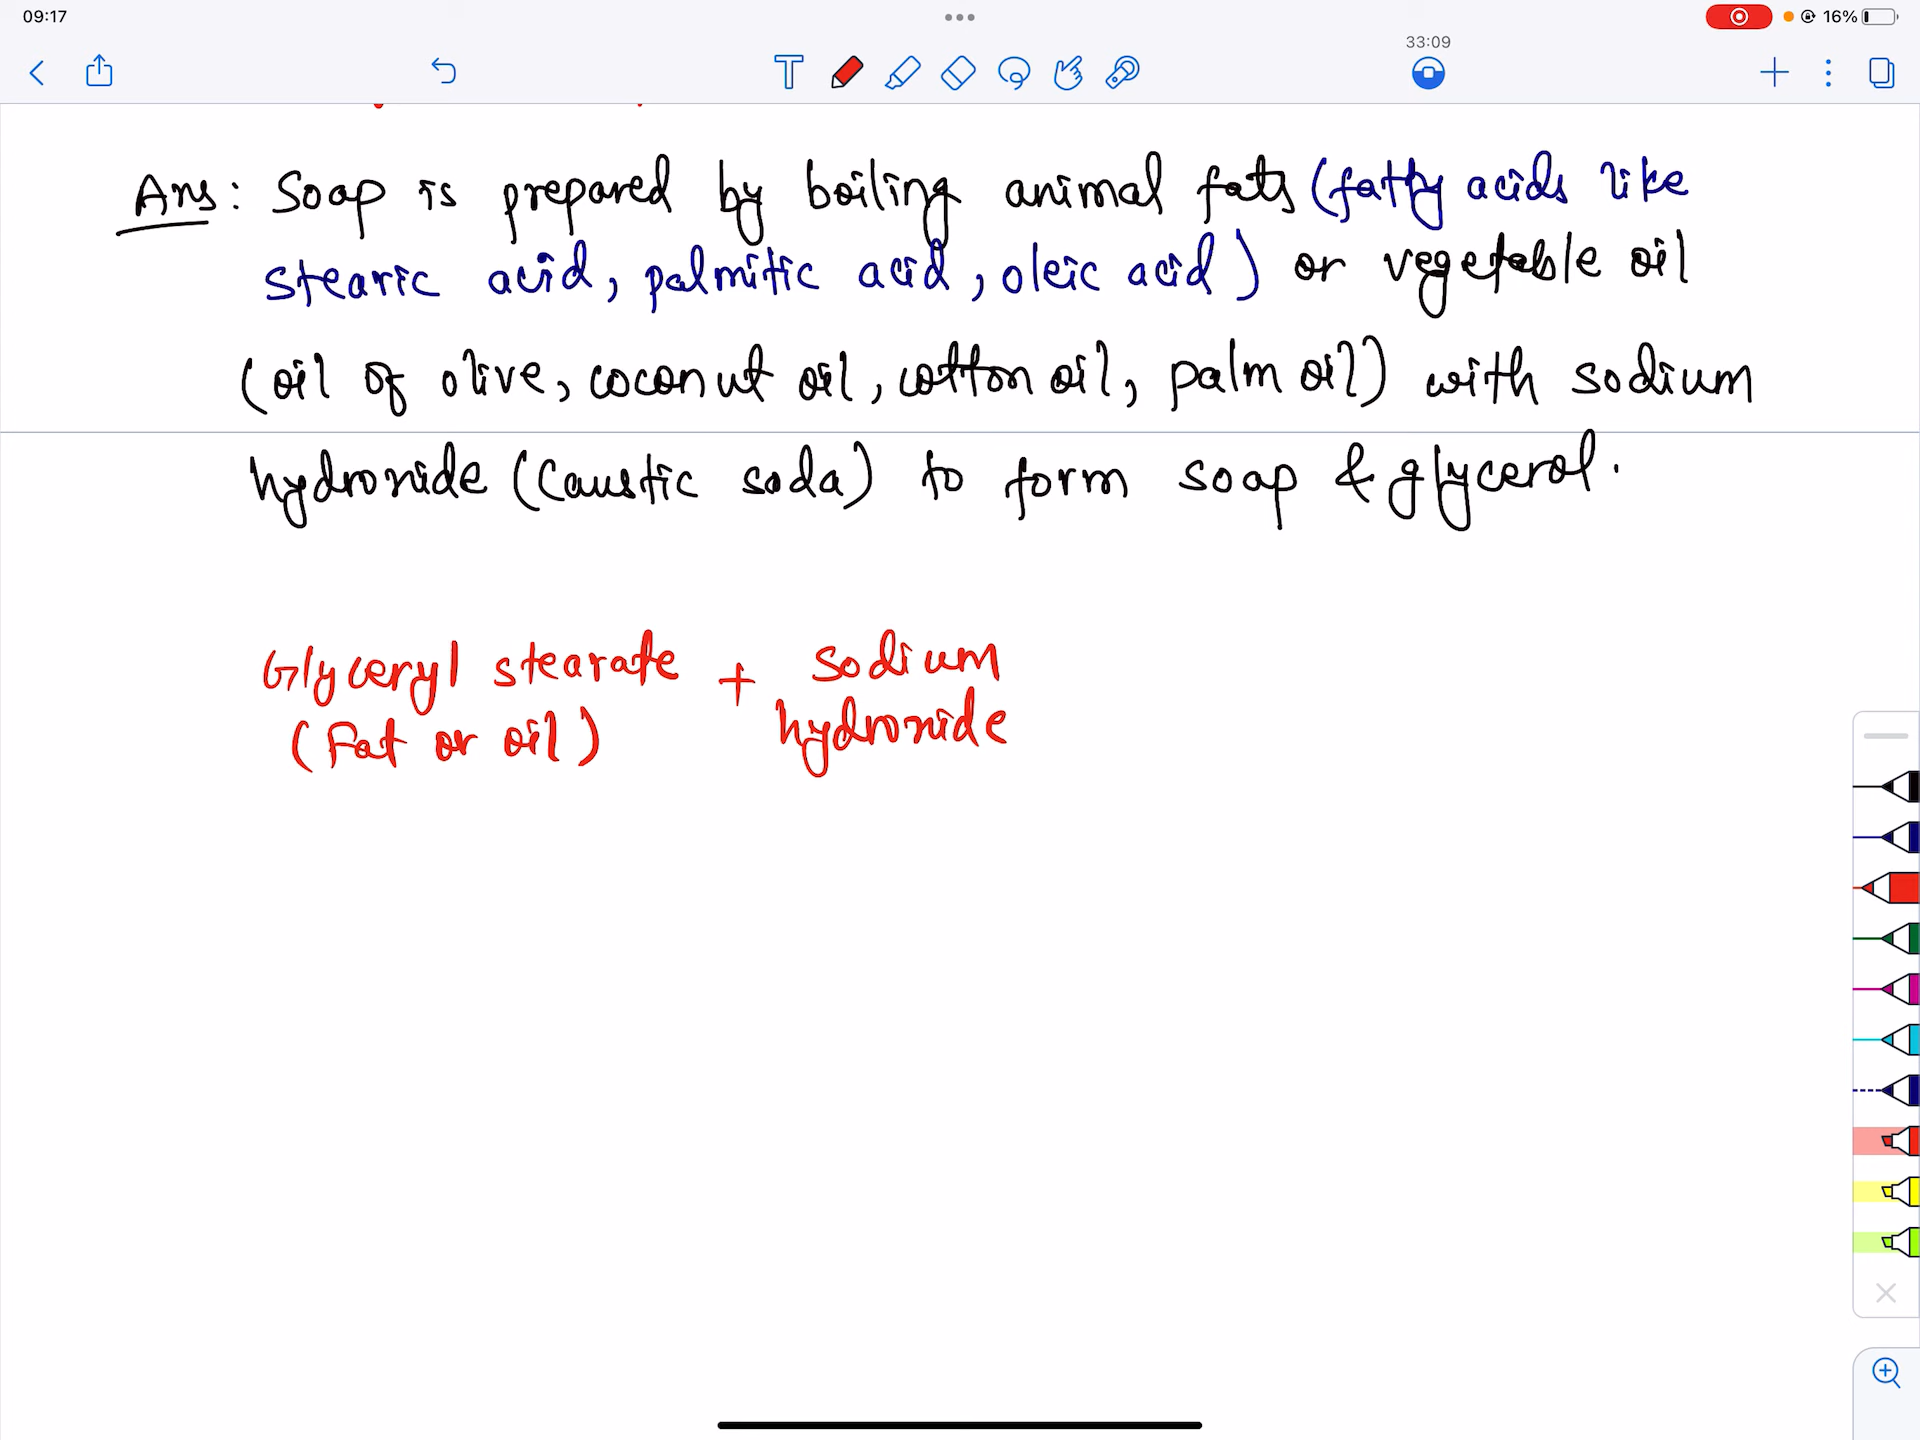 09:17
16%
33:09
T
Ans: Soap is prepared by boiling animal fats (fatty acids like
stearic acid, palmitic acid, oleic acid) or vegetable oil
(oil of olive, coconut oil, cotton oil, palm oil) with sodium
hydroxide (Caustic soda) to form soap & glycerol.
Glyceryl stearate + Sodium
(Fat or oil) hydroxide